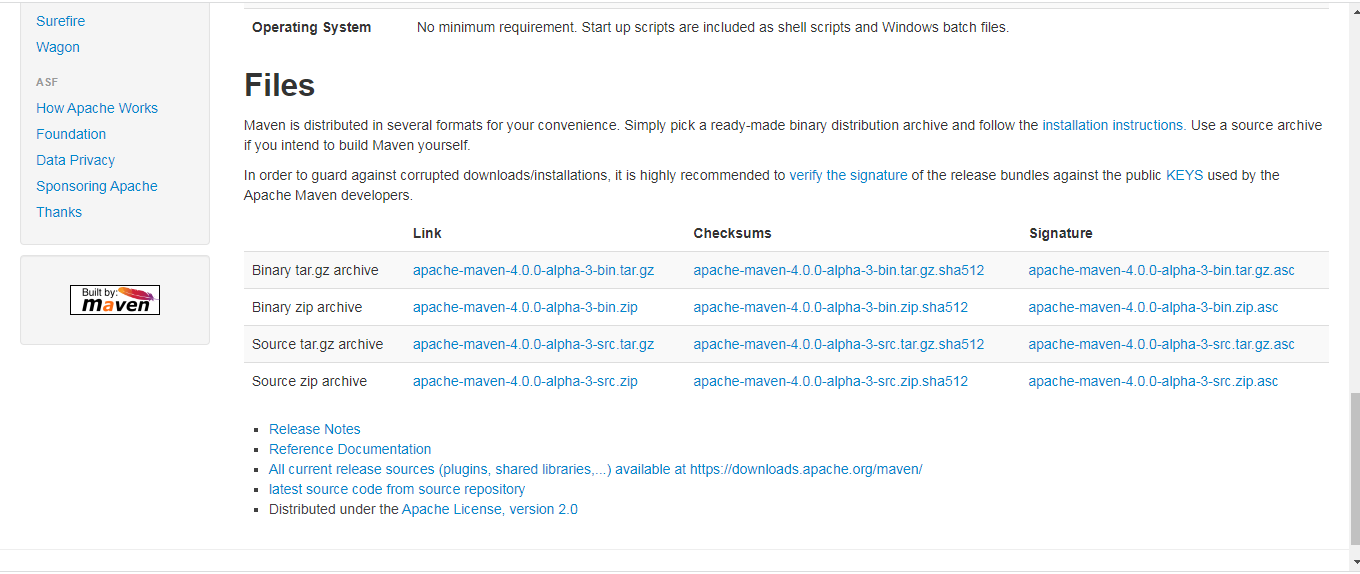 Surefire
Wagon
ASF
How Apache Works
Foundation
Data Privacy
Sponsoring Apache
Thanks
Built by:
maven
Operating System No minimum requirement. Start up scripts are included as shell scripts and Windows batch files.
Files
Maven is distributed in several formats for your convenience. Simply pick a ready-made binary distribution archive and follow the installation instructions. Use a source archive
if you intend to build Maven yourself.
In order to guard against corrupted downloads/installations, it is highly recommended to verify the signature of the release bundles against the public KEYS used by the
Apache Maven developers.
Link Checksums Signature
Binary tar.gz archive apache-maven-4.0.0-alpha-3-bin.tar.gz apache-maven-4.0.0-alpha-3-bin.tar.gz.sha512 apache-maven-4.0.0-alpha-3-bin.tar.gz.asc
Binary zip archive apache-maven-4.0.0-alpha-3-bin.zip apache-maven-4.0.0-alpha-3-bin.zip.sha512 apache-maven-4.0.0-alpha-3-bin.zip.asc
Source tar.gz archive apache-maven-4.0.0-alpha-3-src.tar.gz apache-maven-4.0.0-alpha-3-src.tar.gz.sha512 apache-maven-4.0.0-alpha-3-src.tar.gz.asc
Source zip archive apache-maven-4.0.0-alpha-3-src.zip apache-maven-4.0.0-alpha-3-src.zip.sha512 apache-maven-4.0.0-alpha-3-src.zip.asc
Release Notes
Reference Documentation
All current release sources (plugins, shared libraries,...) available at https://downloads.apache.org/maven/
latest source code from source repository
Distributed under the Apache License, version 2.0